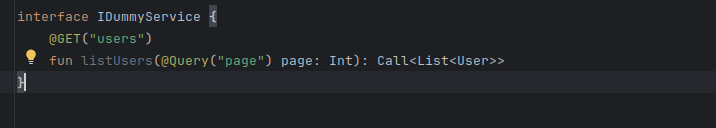 interface IDummyService {
    @GET("users")
    fun listUsers(@Query("page") page: Int): Call<List<User>>
}